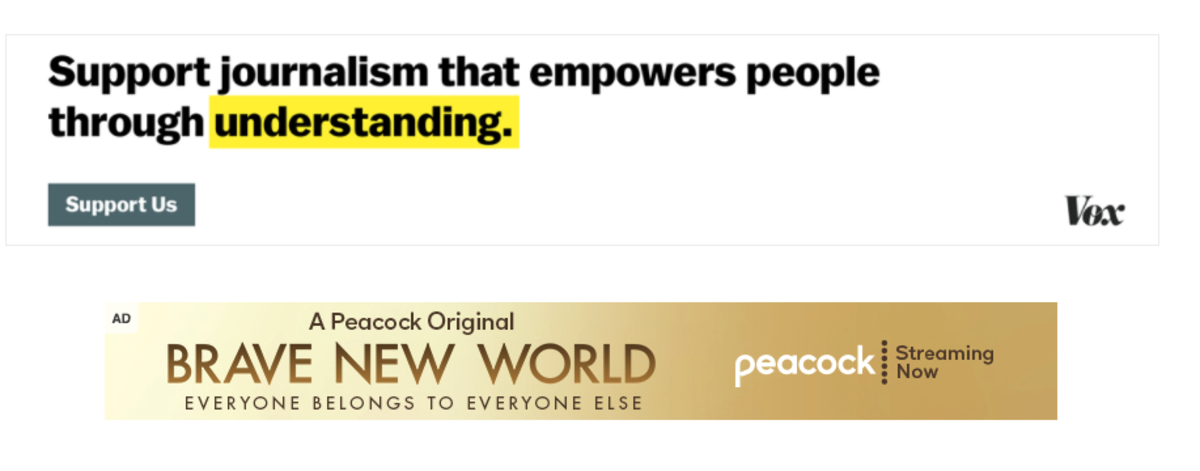 Support journalism that empowers people
through understanding.
Support Us
Vox
AD
A Peacock Original
BRAVE NEW WORLD
EVERYONE BELONGS TO EVERYONE ELSE
peacock
Streaming
Now